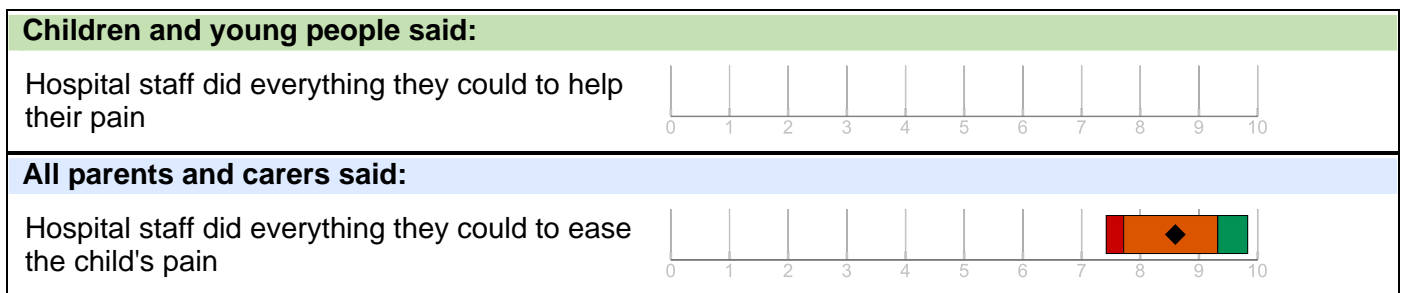 Children and young people said:
Hospital staff did everything they could to help
their pain
0 1 2 3 4 5 6 7 8 9 10
All parents and carers said:
Hospital staff did everything they could to ease
the child's pain
0 1 2 3 4 5 6 7 8 9 10